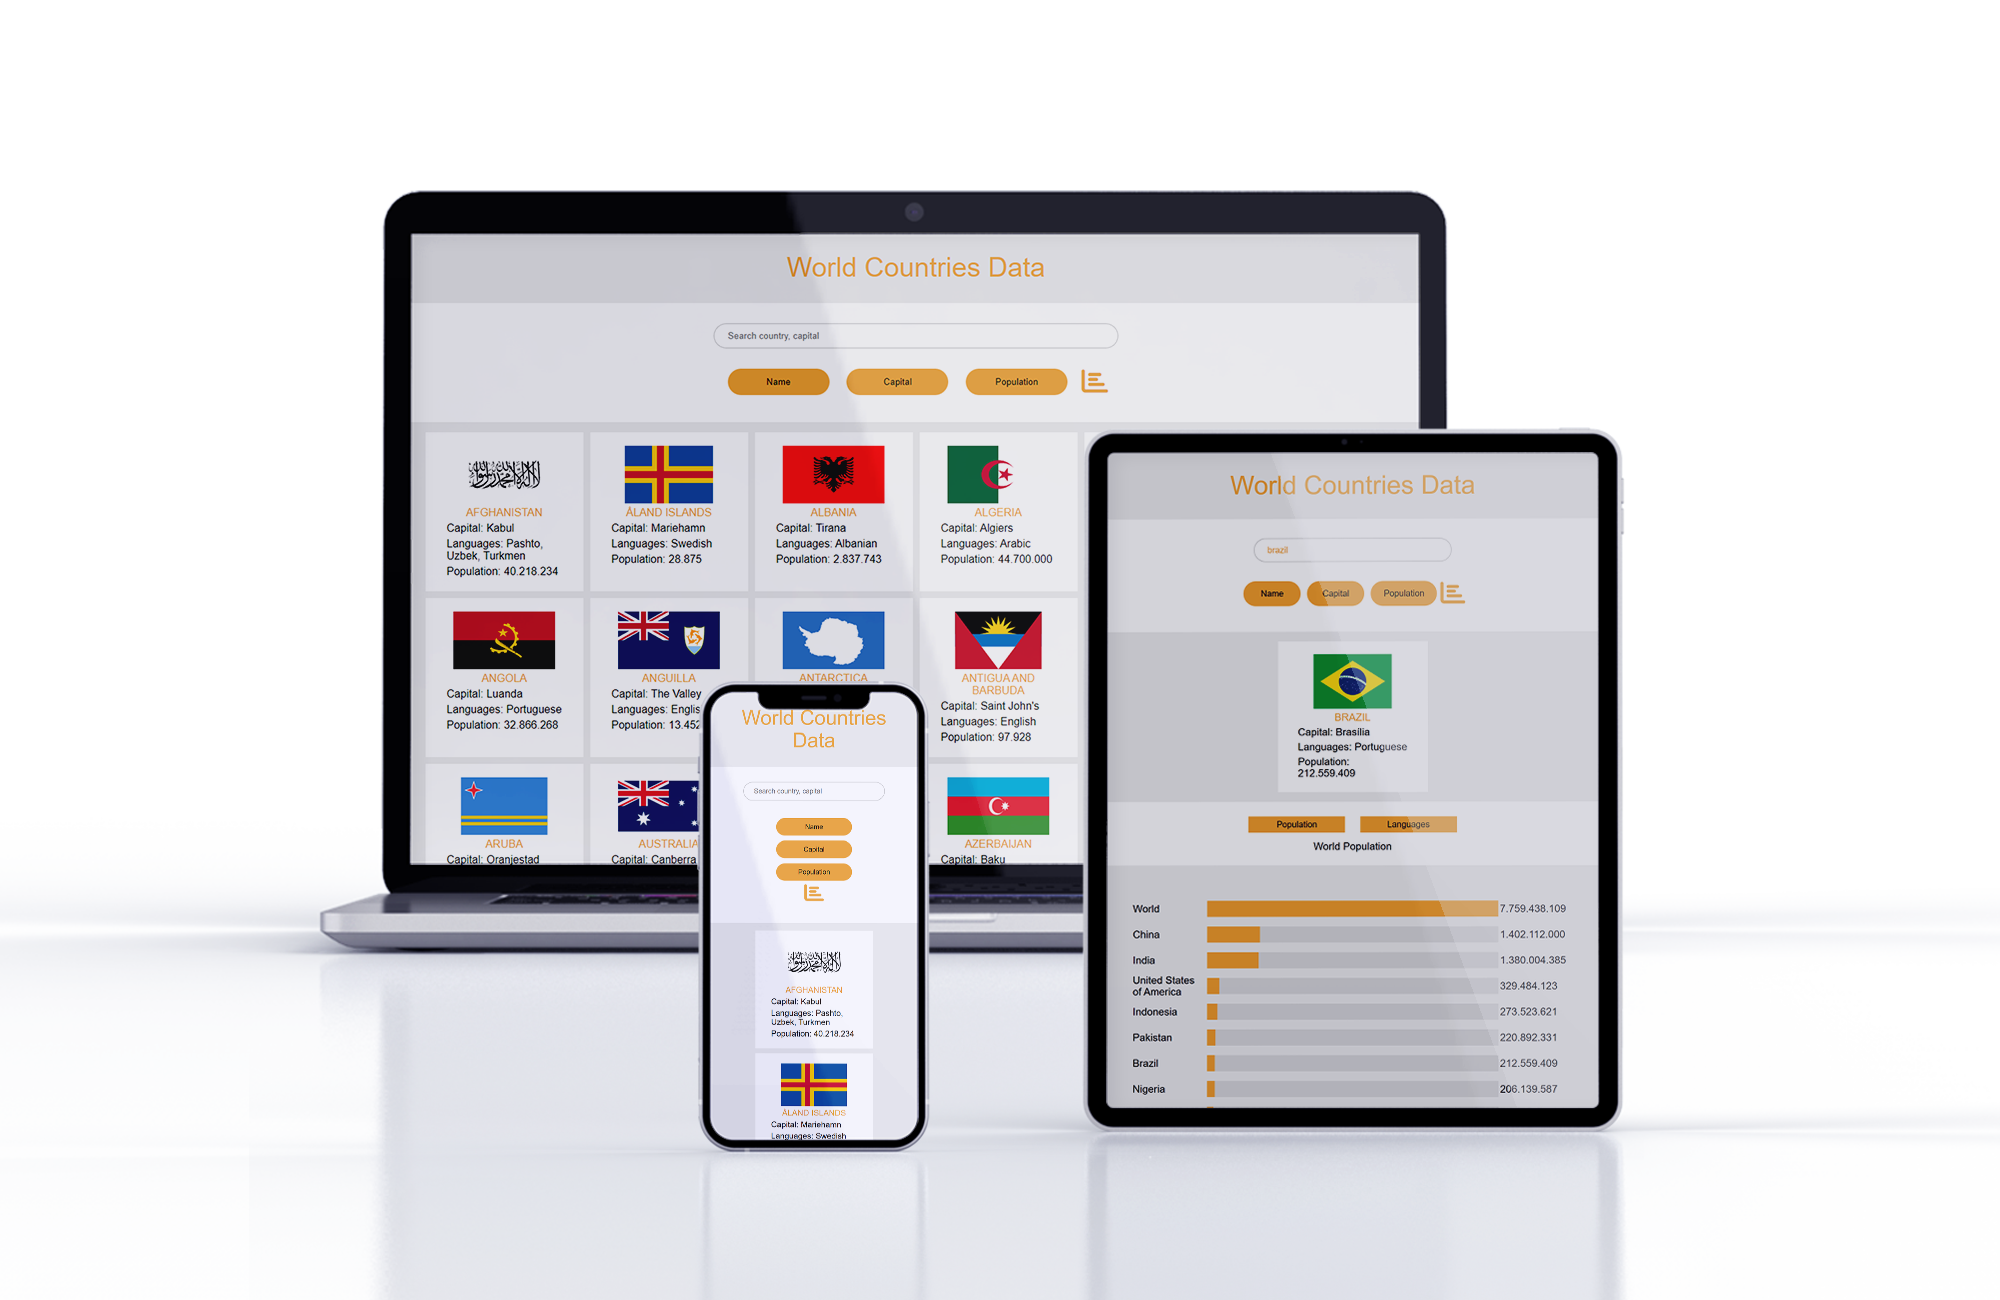 World Countries Data
Search country, capital
Name
Capital
Population
AFGHANISTAN
Capital: Kabul
Languages: Pashto,
Uzbek, Turkmen
Population: 40.218.234
ÅLAND ISLANDS
Capital: Mariehamn
Languages: Swedish
Population: 28.875
ALBANIA
Capital: Tirana
Languages: Albanian
Population: 2.837.743
ALGERIA
Capital: Algiers
Languages: Arabic
Population: 44.700.000
ANGOLA
Capital: Luanda
Languages: Portuguese
Population: 32.866.268
ANGUILLA
Capital: The Valley
Languages: Englis
Population: 13.452
ANTARCTICA
ANTIGUA AND
BARBUDA
Capital: Saint John's
Languages: English
Population: 97.928
ARUBA
Capital: Oranjestad
AUSTRALIA
Capital: Canberra
AZERBAIJAN
Capital: Baku
World Countries
Data
Search country, capital
Name
Capital
Population
AFGHANISTAN
Capital: Kabul
Languages: Pashto,
Uzbek, Turkmen
Population: 40.218.234
ÅLAND ISLANDS
Capital: Mariehamn
Languages: Swedish
World Countries Data
brazil
Name
Capital
Population
BRAZIL
Capital: Brasília
Languages: Portuguese
Population:
212.559.409
Population
Languages
World Population
World 7.759.438.109
China 1.402.112.000
India 1.380.004.385
United States
of America 329.484.123
Indonesia 273.523.621
Pakistan 220.892.331
Brazil 212.559.409
Nigeria 206.139.587